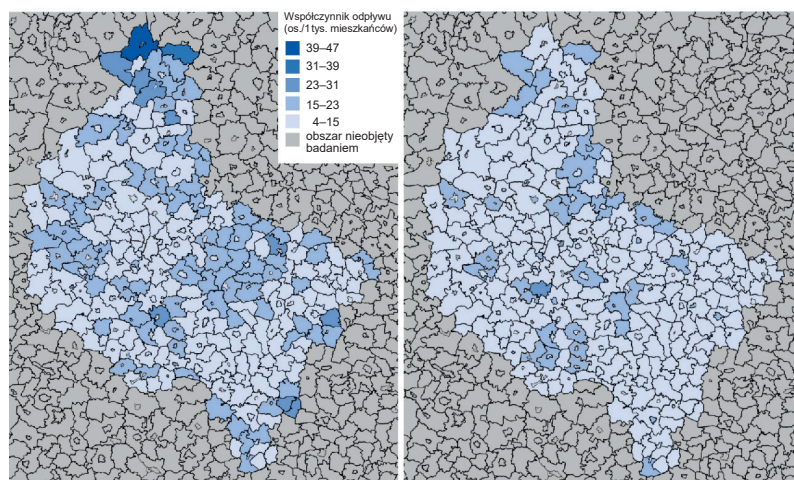 Współczynnik odpływu
(os./1 tys. mieszkańców)
39–47
31–39
23–31
15–23
4–15
obszar nieobjęty
badaniem